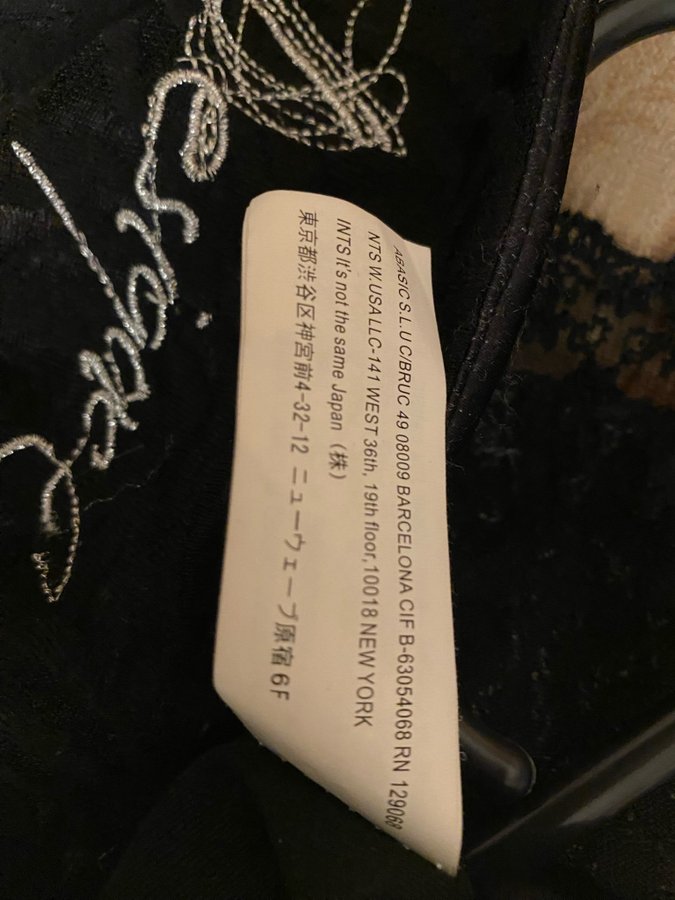 ABASIC S.L.U C/BRUC 49 08009 BARCELONA CIF B-63054068 RN 129068
NTS W.USA LLC-141 WEST 36th, 19th floor,10018 NEW YORK
INTS It's not the same Japan (株)
東京都渋谷区神宮前4-32-12 ニューウェーブ原宿6F